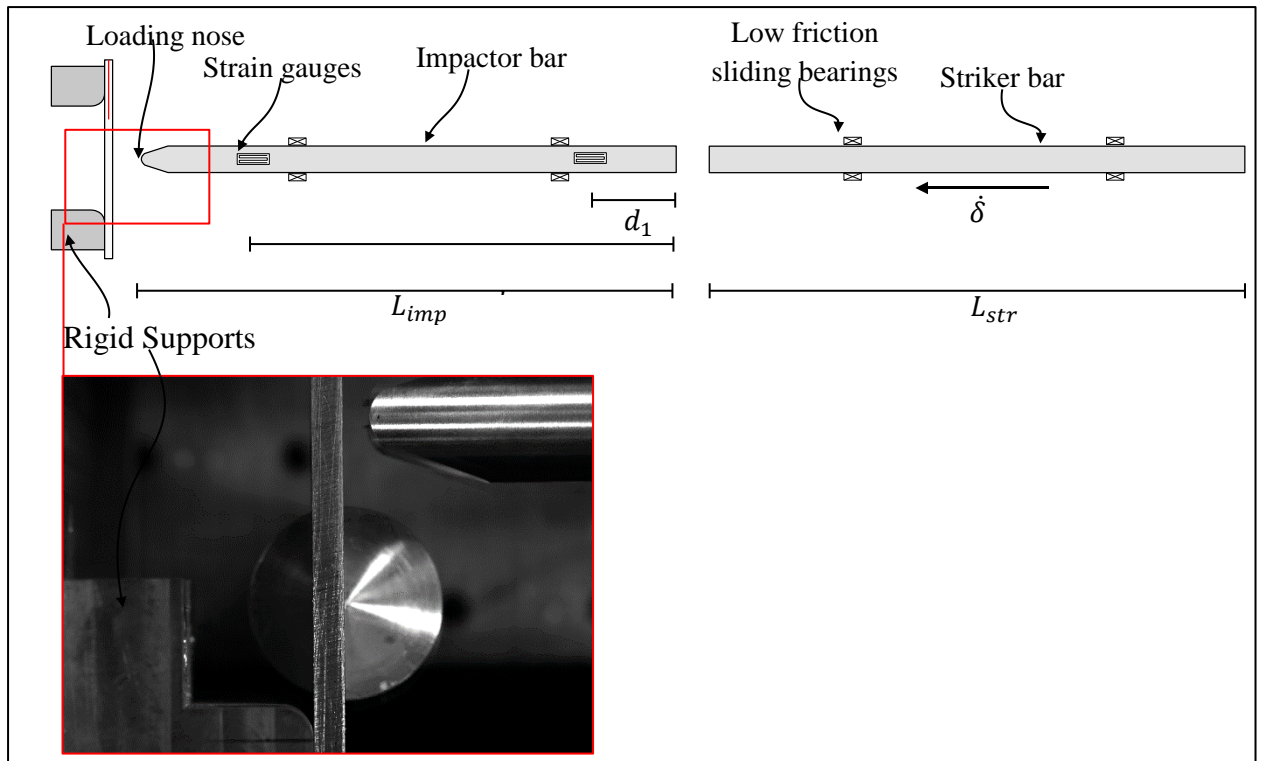 Loading nose
Strain gauges
Impactor bar
Low friction
sliding bearings
Striker bar
d₁
δ̇
L_imp
L_str
Rigid Supports